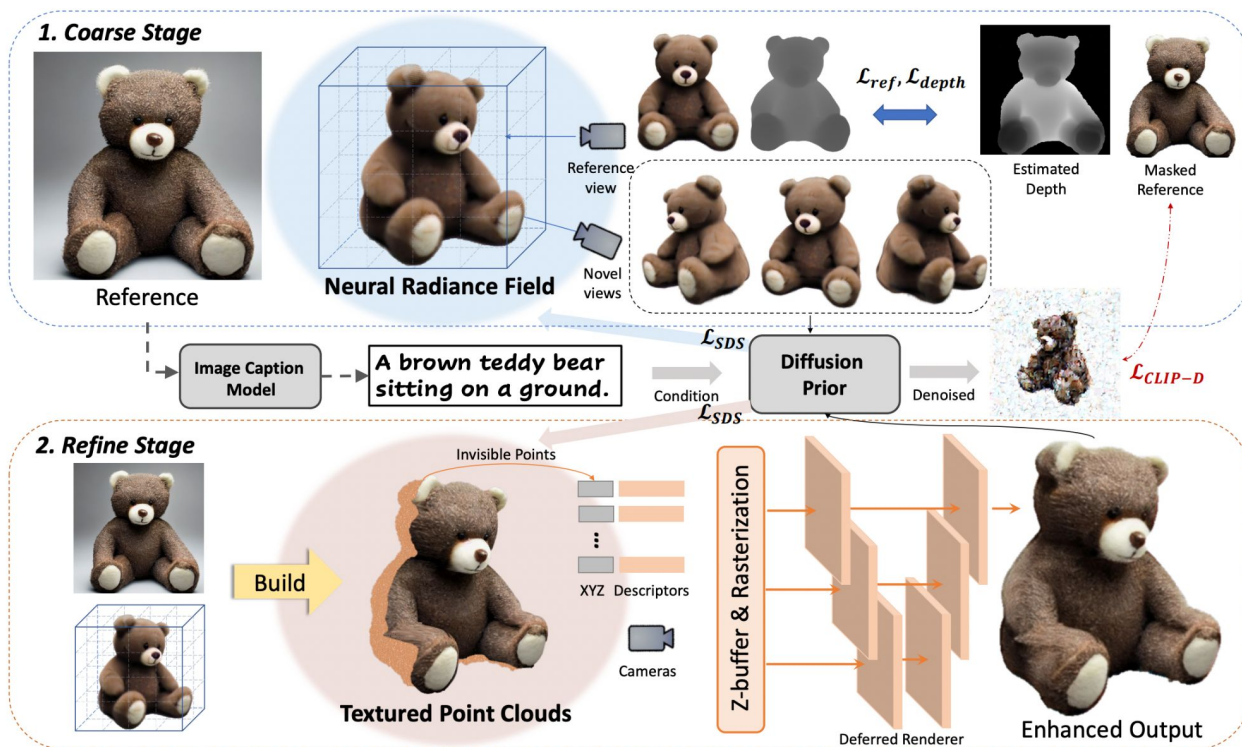 1. Coarse Stage
Reference
Neural Radiance Field
Reference
view
Novel
views
ℒref, ℒdepth
Estimated
Depth
Masked
Reference
Image Caption
Model
A brown teddy bear
sitting on a ground.
Condition
ℒSDS
ℒSDS
Diffusion
Prior
Denoised
ℒCLIP−D
2. Refine Stage
Build
Invisible Points
XYZ
Descriptors
Cameras
Textured Point Clouds
Z-buffer & Rasterization
Deferred Renderer
Enhanced Output